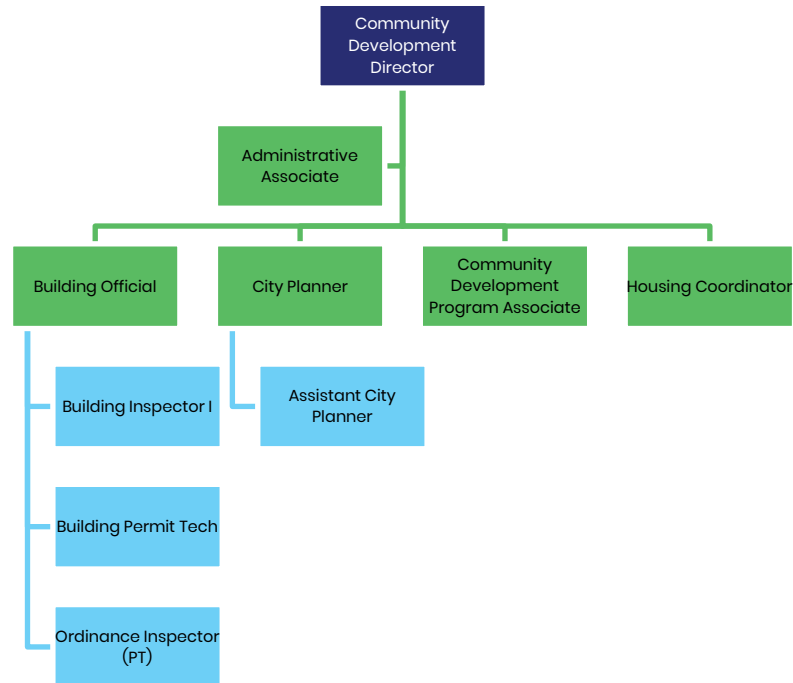 Community
Development
Director
Administrative
Associate
Building Official
City Planner
Community
Development
Program Associate
Housing Coordinator
Building Inspector I
Assistant City
Planner
Building Permit Tech
Ordinance Inspector
(PT)